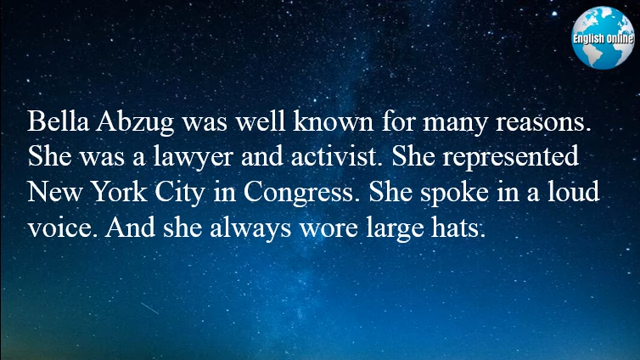 English Online
Bella Abzug was well known for many reasons.
She was a lawyer and activist. She represented
New York City in Congress. She spoke in a loud
voice. And she always wore large hats.